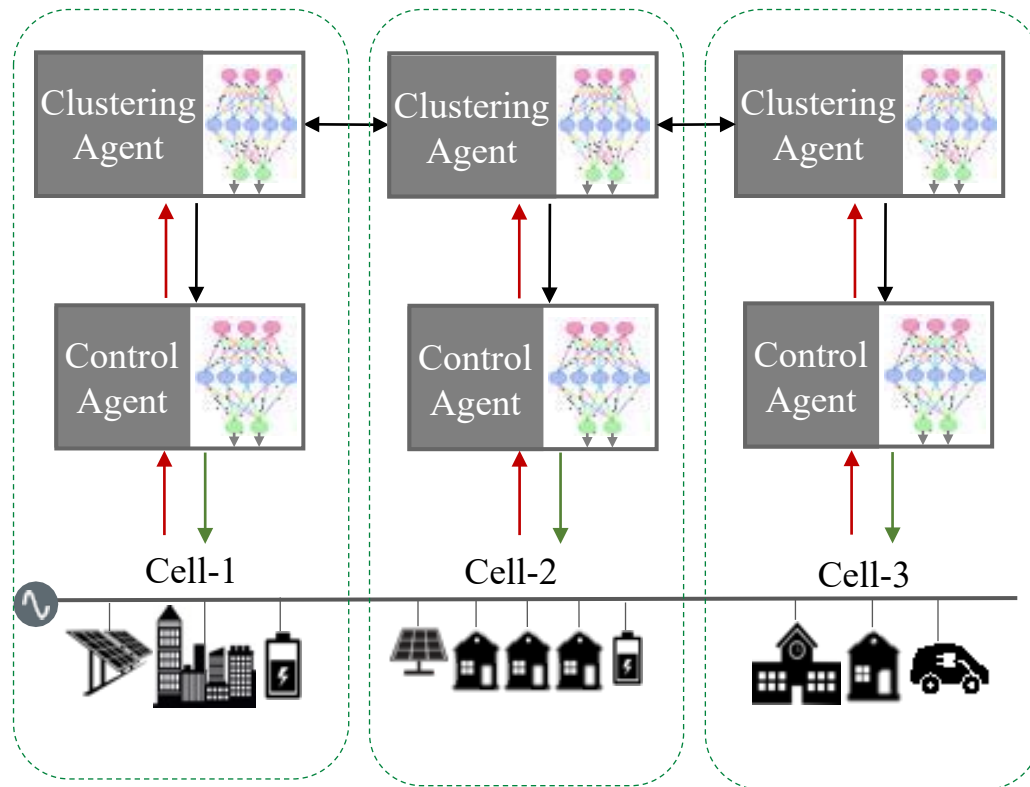 Clustering
Agent
Clustering
Agent
Clustering
Agent
Control
Agent
Control
Agent
Control
Agent
Cell-1
Cell-2
Cell-3